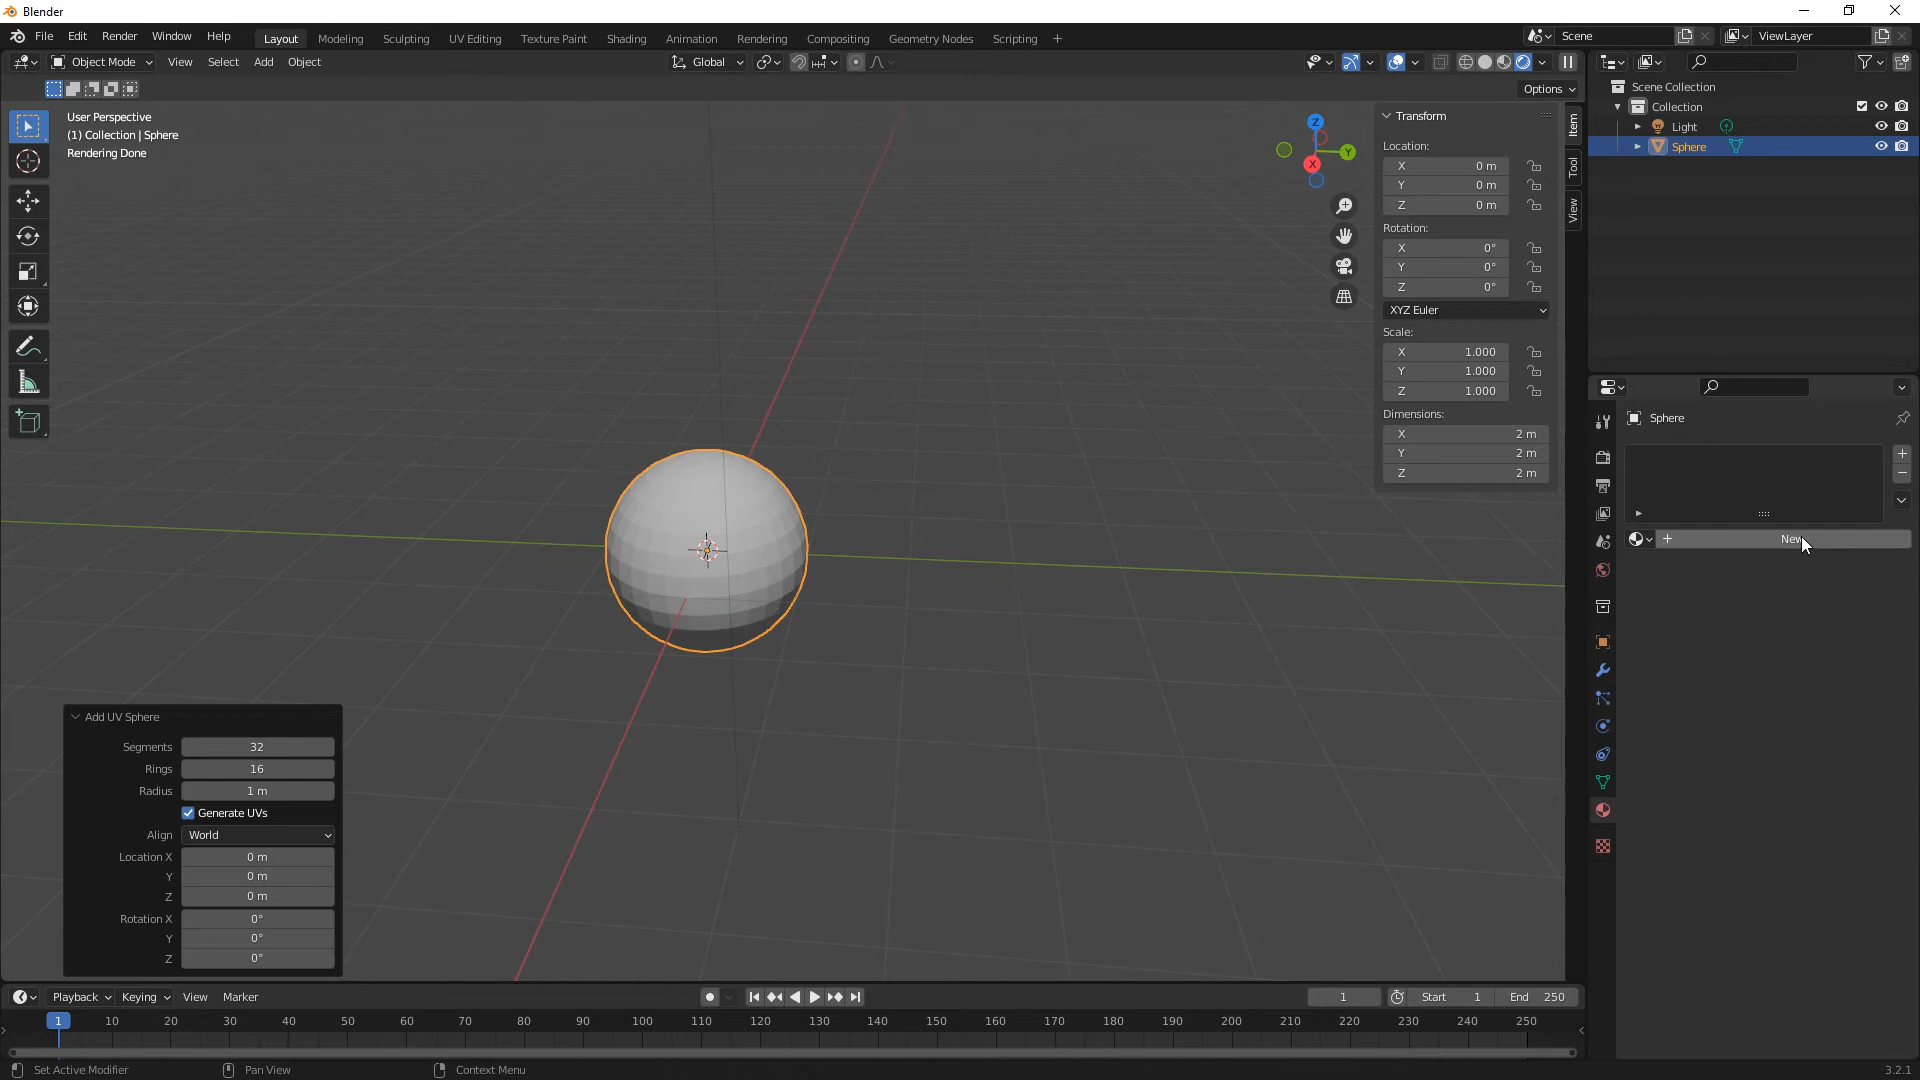 Blender
File Edit Render Window Help Layout Modeling Sculpting UV Editing Texture Paint Shading Animation Rendering Compositing Geometry Nodes Scripting + Scene ViewLayer
Object Mode View Select Add Object Global
Options
User Perspective
(1) Collection | Sphere
Rendering Done
Z
Y
X
Transform
Location:
X 0 m
Y 0 m
Z 0 m
Rotation:
X 0°
Y 0°
Z 0°
XYZ Euler
Scale:
X 1.000
Y 1.000
Z 1.000
Dimensions:
X 2 m
Y 2 m
Z 2 m
Item
Tool
View
Scene Collection
Collection
Light
Sphere
Sphere
+ New
Add UV Sphere
Segments 32
Rings 16
Radius 1 m
Generate UVs
Align World
Location X 0 m
Y 0 m
Z 0 m
Rotation X 0°
Y 0°
Z 0°
Playback Keying View Marker 1 Start 1 End 250
1 10 20 30 40 50 60 70 80 90 100 110 120 130 140 150 160 170 180 190 200 210 220 230 240 250
Set Active Modifier Pan View Context Menu 3.2.1